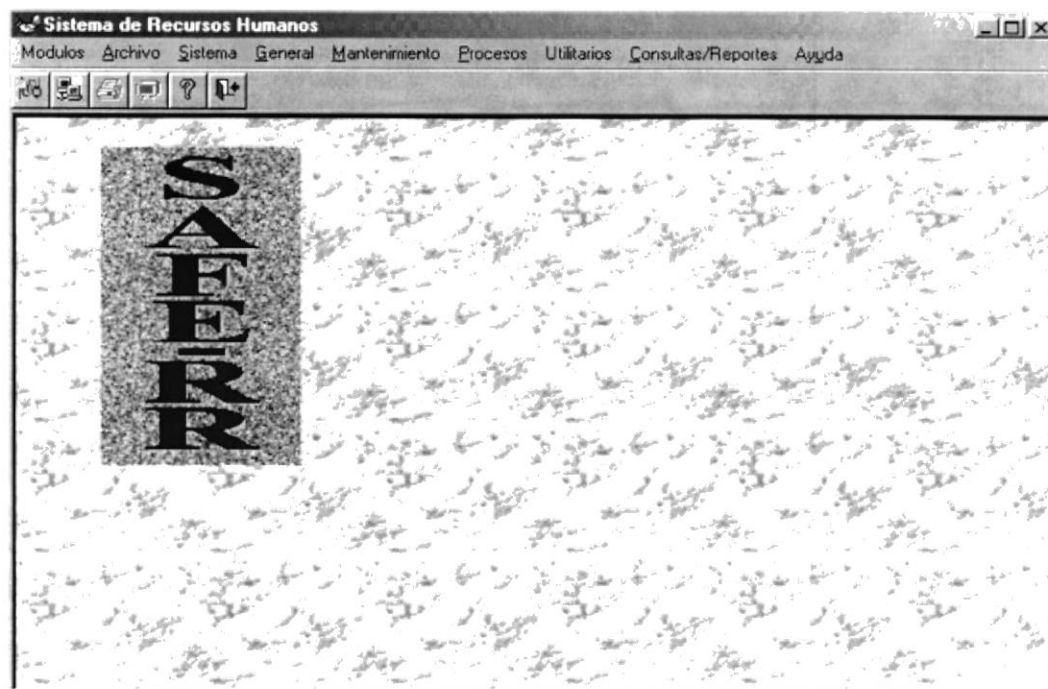 Sistema de Recursos Humanos
Modulos Archivo Sistema General Mantenimiento Procesos Utilitarios Consultas/Reportes Ayuda
S
A
F
E
-
R
R